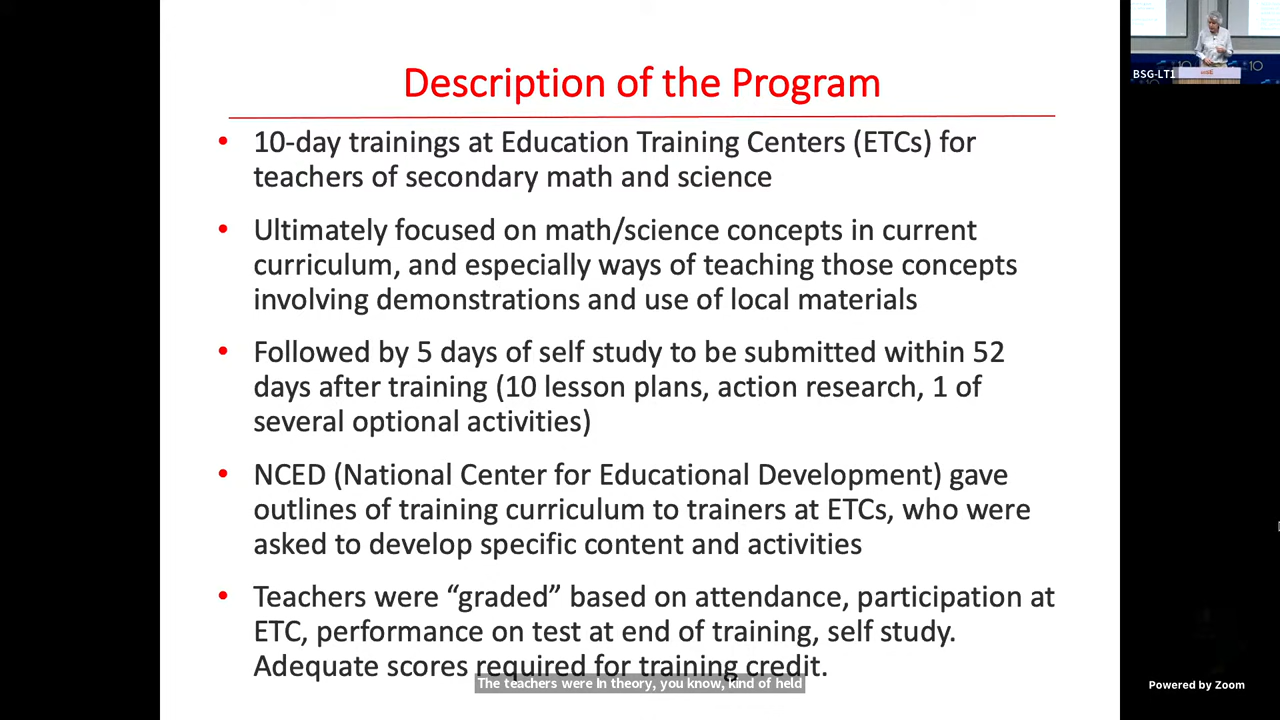 Description of the Program
• 10-day trainings at Education Training Centers (ETCs) for
teachers of secondary math and science
• Ultimately focused on math/science concepts in current
curriculum, and especially ways of teaching those concepts
involving demonstrations and use of local materials
• Followed by 5 days of self study to be submitted within 52
days after training (10 lesson plans, action research, 1 of
several optional activities)
• NCED (National Center for Educational Development) gave
outlines of training curriculum to trainers at ETCs, who were
asked to develop specific content and activities
• Teachers were “graded” based on attendance, participation at
ETC, performance on test at end of training, self study.
Adequate scores required for training credit.
The teachers were In theory, you know, kind of held
BSG-LT1
Powered by Zoom